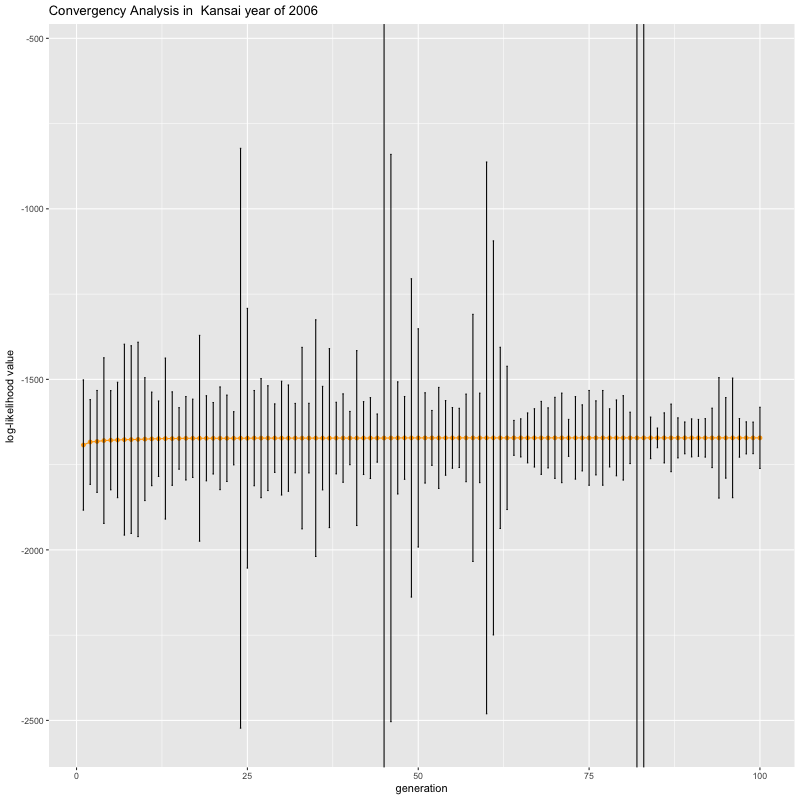 Convergency Analysis in  Kansai year of 2006
-500
-1000
-1500
-2000
-2500
log-likelihood value
0 25 50 75 100
generation